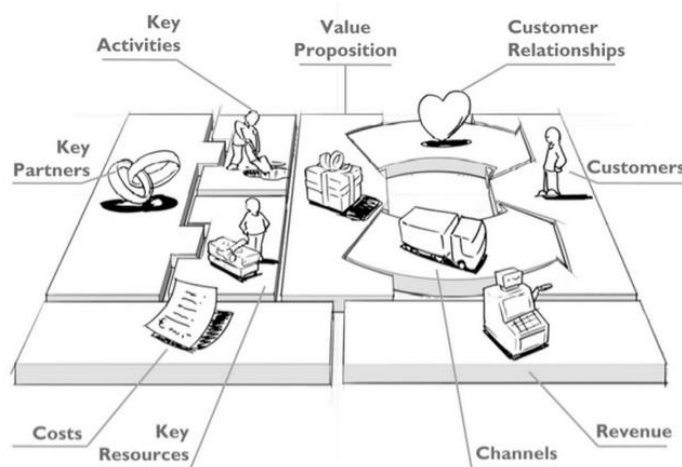 Key
Activities
Value
Proposition
Customer
Relationships
Key
Partners
Customers
Costs
Key
Resources
Channels
Revenue